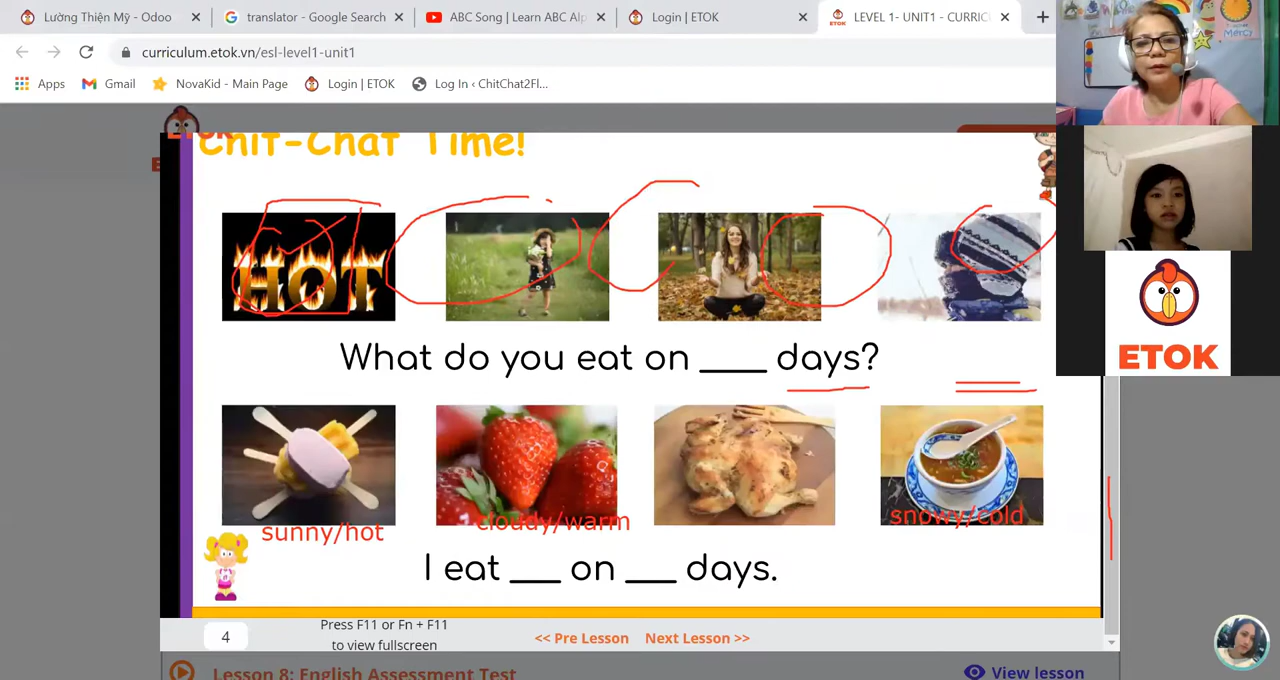 Lường Thiện Mỹ - Odoo
translator - Google Search
ABC Song | Learn ABC Al
Login | ETOK
LEVEL 1- UNIT1 - CURRIC
curriculum.etok.vn/esl-level1-unit1
Apps
Gmail
NovaKid - Main Page
Login | ETOK
Log In ‹ ChitChat2Fl...
Mercy
ETOK
Chit-Chat Time!
HOT
What do you eat on ____ days?
ETOK
sunny/hot
cloudy/warm
snowy/cold
I eat ___ on ___ days.
4
Press F11 or Fn + F11
to view fullscreen
<< Pre Lesson
Next Lesson >>
Lesson 8: English Assessment Test
View lesson